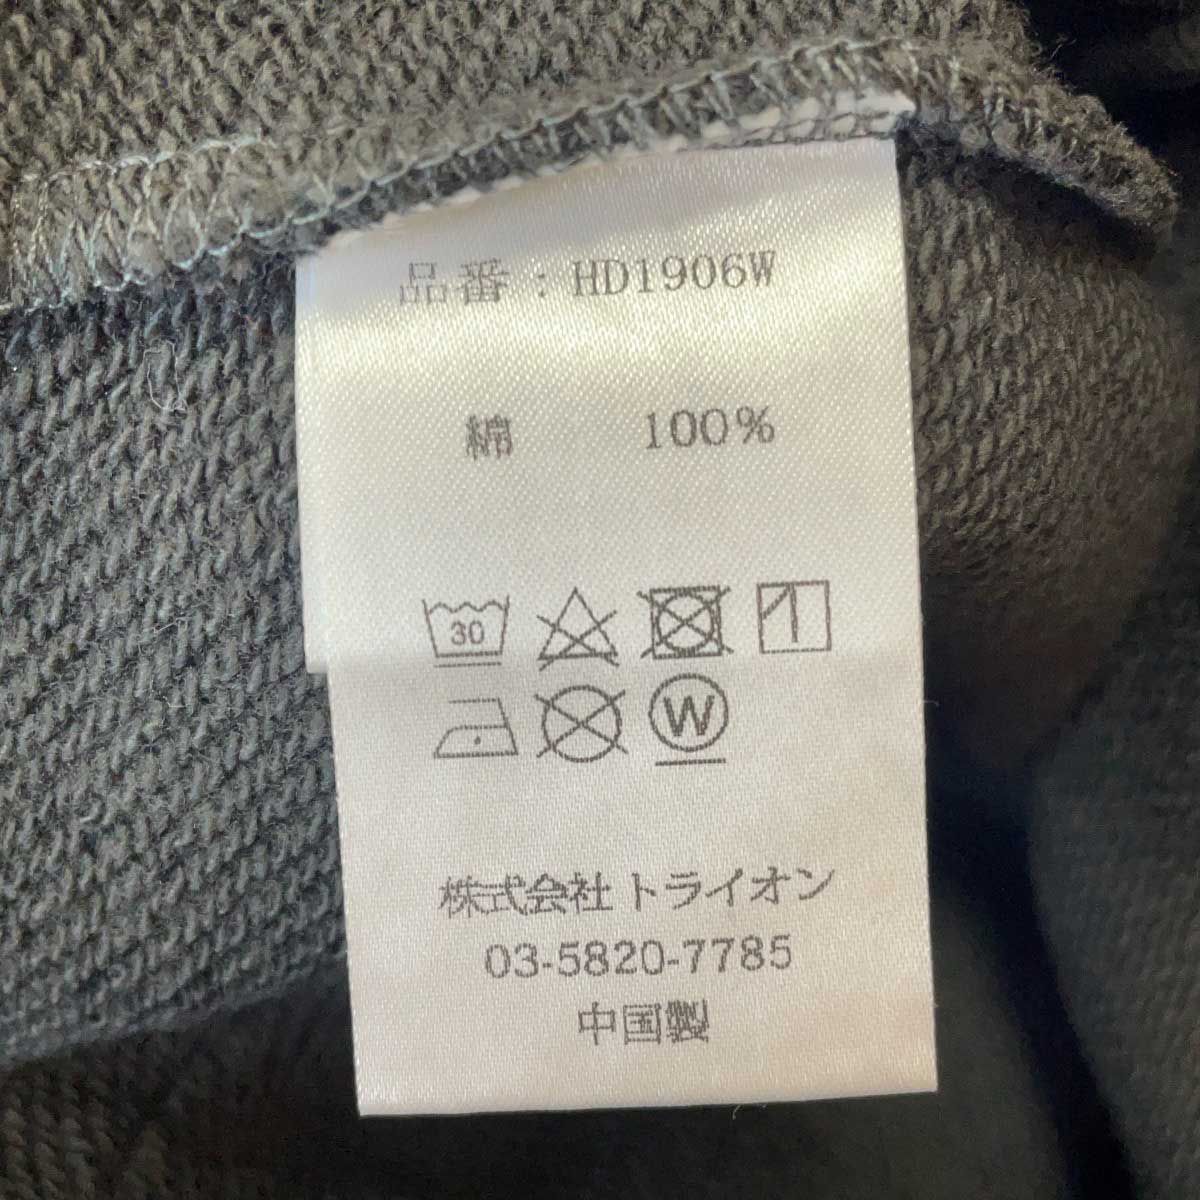 品番：HD1906W
綿 100%
30
W
株式会社トライオン
03-5820-7785
中国製